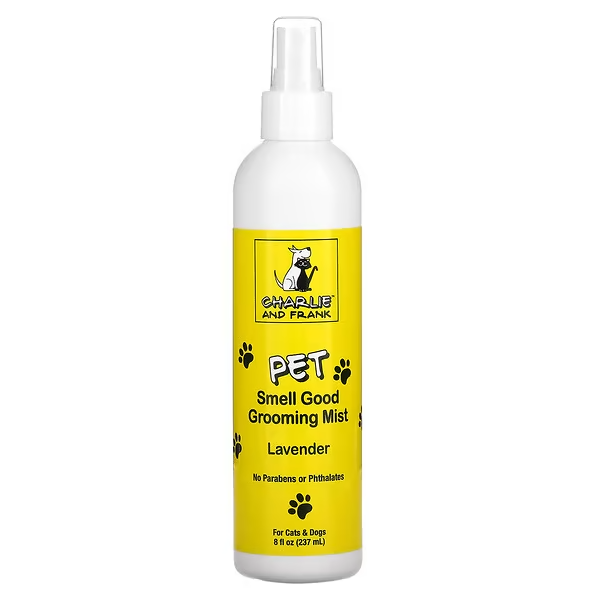 CHARLIE™
AND FRANK
PET
Smell Good
Grooming Mist
Lavender
No Parabens or Phthalates
For Cats & Dogs
8 fl oz (237 mL)